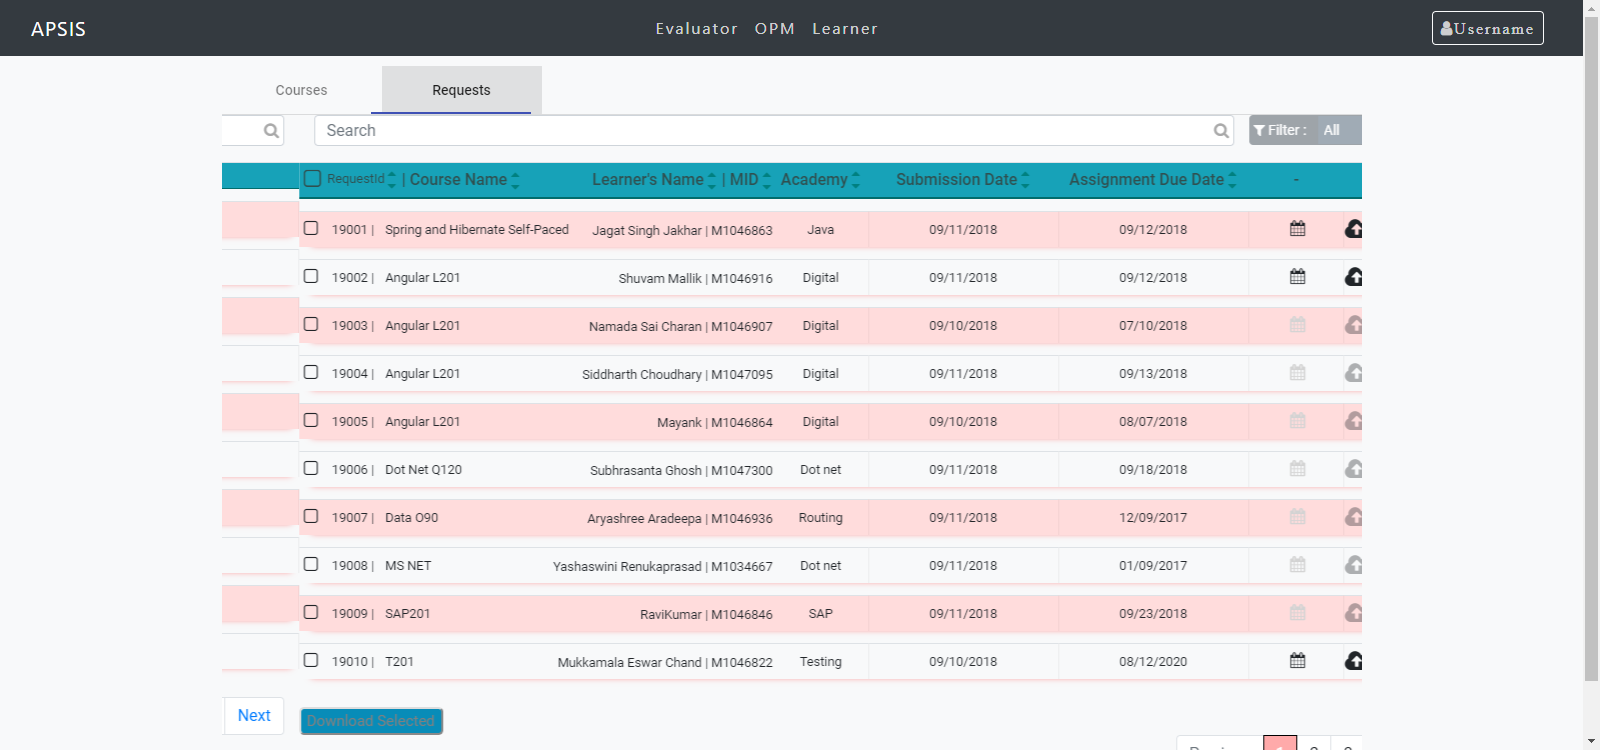 APSIS Evaluator OPM Learner Username
Courses Requests
Search Filter : All
RequestId | Course Name Learner's Name | MID Academy Submission Date Assignment Due Date -
19001 | Spring and Hibernate Self-Paced Jagat Singh Jakhar | M1046863 Java 09/11/2018 09/12/2018
19002 | Angular L201 Shuvam Mallik | M1046916 Digital 09/11/2018 09/12/2018
19003 | Angular L201 Namada Sai Charan | M1046907 Digital 09/10/2018 07/10/2018
19004 | Angular L201 Siddharth Choudhary | M1047095 Digital 09/11/2018 09/13/2018
19005 | Angular L201 Mayank | M1046864 Digital 09/10/2018 08/07/2018
19006 | Dot Net Q120 Subhrasanta Ghosh | M1047300 Dot net 09/11/2018 09/18/2018
19007 | Data O90 Aryashree Aradeepa | M1046936 Routing 09/11/2018 12/09/2017
19008 | MS NET Yashaswini Renukaprasad | M1034667 Dot net 09/11/2018 01/09/2017
19009 | SAP201 RaviKumar | M1046846 SAP 09/11/2018 09/23/2018
19010 | T201 Mukkamala Eswar Chand | M1046822 Testing 09/10/2018 08/12/2020
Next Download Selected